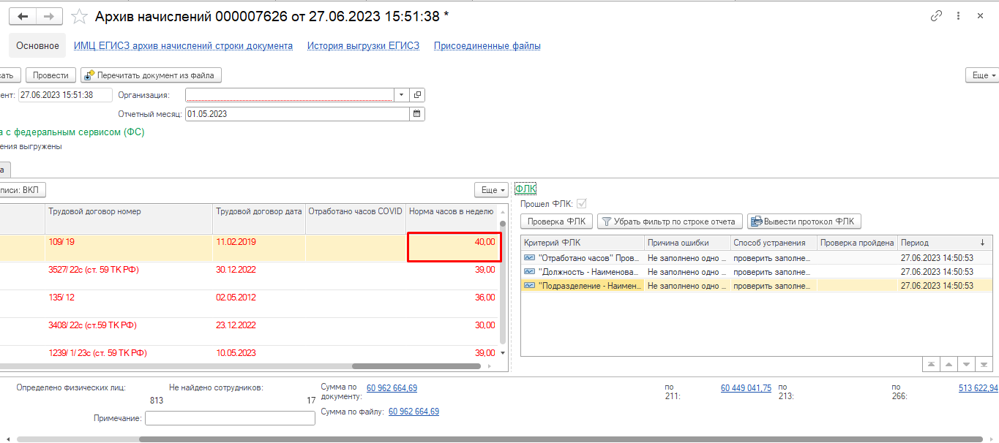 Архив начислений 000007626 от 27.06.2023 15:51:38 *
Основное ИМЦ ЕГИСЗ архив начислений строки документа История выгрузки ЕГИСЗ Присоединенные файлы
ать Провести Перечитать документ из файла Еще
ент: 27.06.2023 15:51:38 Организация:
Отчетный месяц: 01.05.2023
а с федеральным сервисом (ФС)
ения выгружены
а
писи: ВКЛ Еще ФЛК
Прошел ФЛК:
Проверка ФЛК Убрать фильтр по строке отчета Вывести протокол ФЛК
Трудовой договор номер Трудовой договор дата Отработано часов COVID Норма часов в неделю
109/ 19 11.02.2019 40,00
3527/ 22с (ст. 59 ТК РФ) 30.12.2022 39,00
135/ 12 02.05.2012 36,00
3408/ 22с (ст.59 ТК РФ) 23.12.2022 30,00
1239/ 1/ 23с (ст. 59 ТК РФ) 10.05.2023 39,00
Критерий ФЛК Причина ошибки Способ устранения Проверка пройдена Период ↓
"Отработано часов" Пров... Не заполнено одно ... проверить заполне... 27.06.2023 14:50:53
"Должность - Наименова... Не заполнено одно ... проверить заполне... 27.06.2023 14:50:53
"Подразделение - Наимен... Не заполнено одно ... проверить заполне... 27.06.2023 14:50:53
Определено физических лиц: 813 Не найдено сотрудников: 17
Сумма по документу: 60 962 664,69 по 211: 60 449 041,75 по 213: по 266: 513 622,94
Сумма по файлу: 60 962 664,69
Примечание: